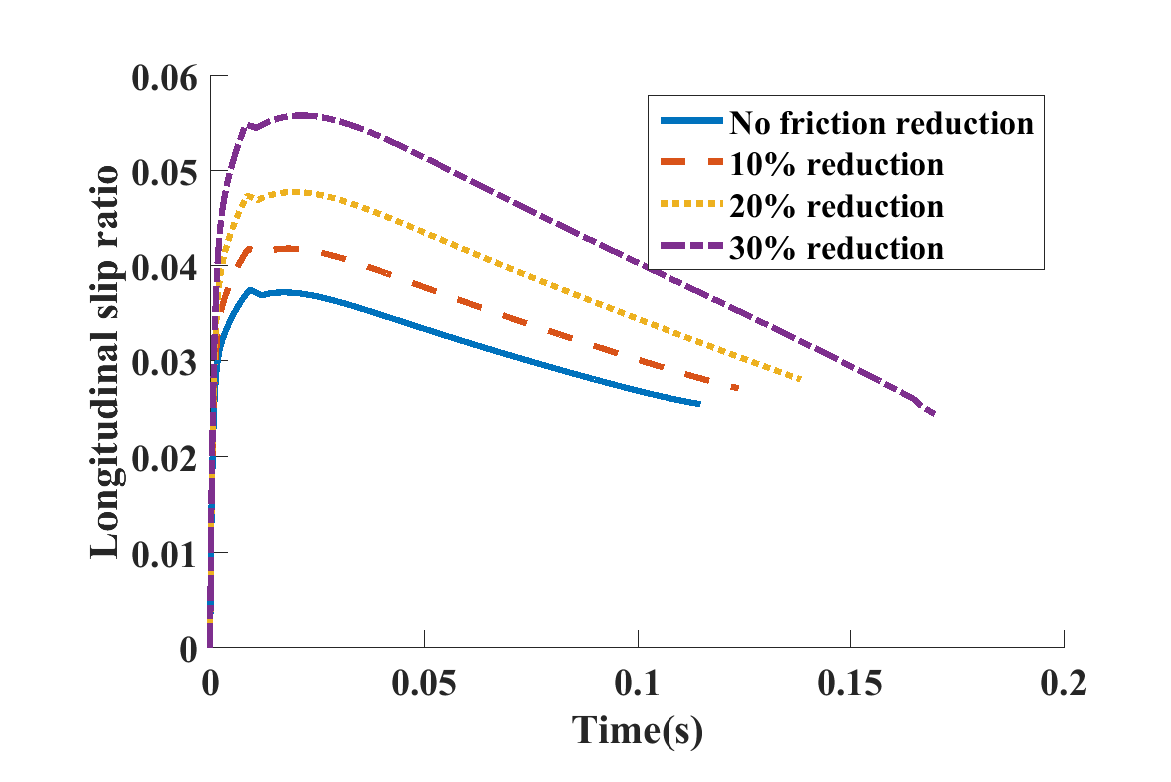 0.06
0.05
0.04
0.03
0.02
0.01
0
Longitudinal slip ratio
No friction reduction
10% reduction
20% reduction
30% reduction
0 0.05 0.1 0.15 0.2
Time(s)